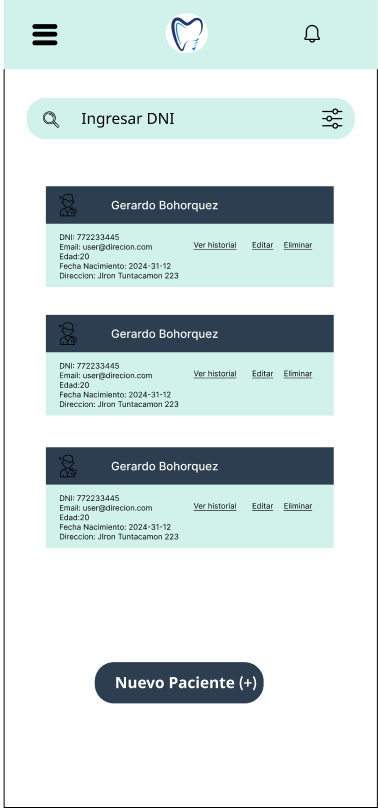 Ingresar DNI
Gerardo Bohorquez
DNI: 772233445
Email: user@direcion.com
Edad:20
Fecha Nacimiento: 2024-31-12
Direccion: JIron Tuntacamon 223
Ver historial Editar Eliminar
Gerardo Bohorquez
DNI: 772233445
Email: user@direcion.com
Edad:20
Fecha Nacimiento: 2024-31-12
Direccion: JIron Tuntacamon 223
Ver historial Editar Eliminar
Gerardo Bohorquez
DNI: 772233445
Email: user@direcion.com
Edad:20
Fecha Nacimiento: 2024-31-12
Direccion: JIron Tuntacamon 223
Ver historial Editar Eliminar
Nuevo Paciente (+)